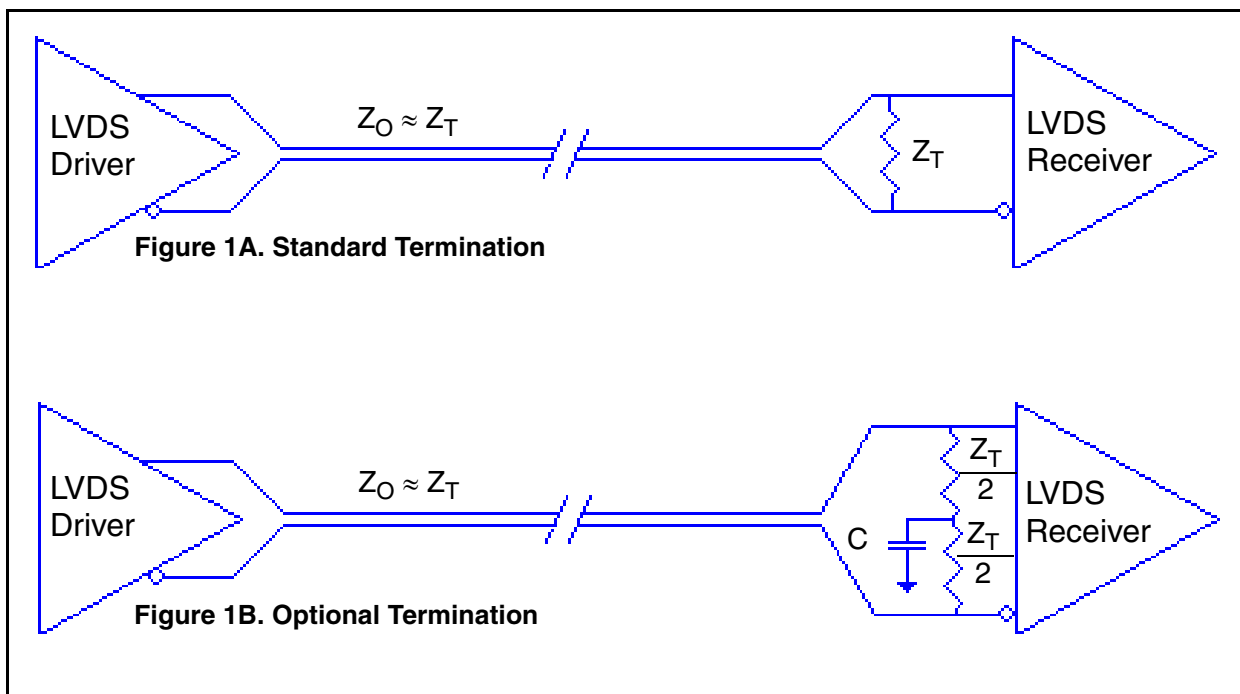 LVDS
Driver
Z_O ≈ Z_T
Z_T
LVDS
Receiver
Figure 1A. Standard Termination
LVDS
Driver
Z_O ≈ Z_T
C
Z_T
2
Z_T
2
LVDS
Receiver
Figure 1B. Optional Termination